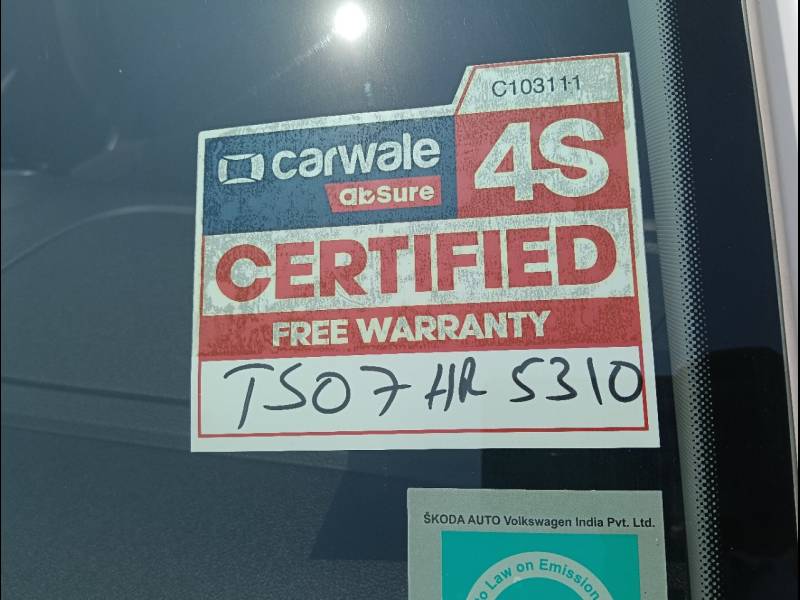 C103111
carwale
abSure
4S
CERTIFIED
FREE WARRANTY
TS07 HR 5310
ŠKODA AUTO Volkswagen India Pvt. Ltd.
to Law on Emission